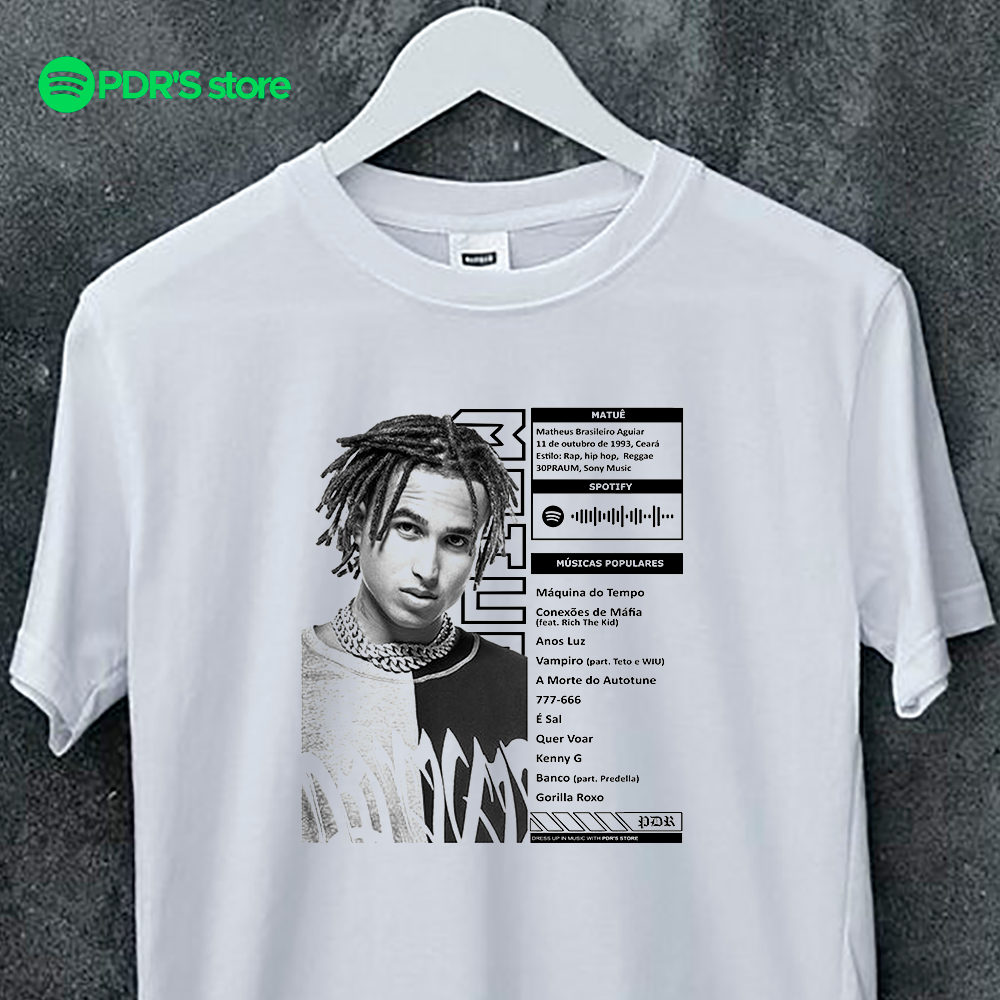 PDR'S store
MATUÊ
MATUÊ
Matheus Brasileiro Aguiar
11 de outubro de 1993, Ceará
Estilo: Rap, hip hop, Reggae
30PRAUM, Sony Music
SPOTIFY
MÚSICAS POPULARES
Máquina do Tempo
Conexões de Máfia
(feat. Rich The Kid)
Anos Luz
Vampiro (part. Teto e WIU)
A Morte do Autotune
777-666
É Sal
Quer Voar
Kenny G
Banco (part. Predella)
Gorilla Roxo
PDR
DRESS UP IN MUSIC WITH PDR'S STORE